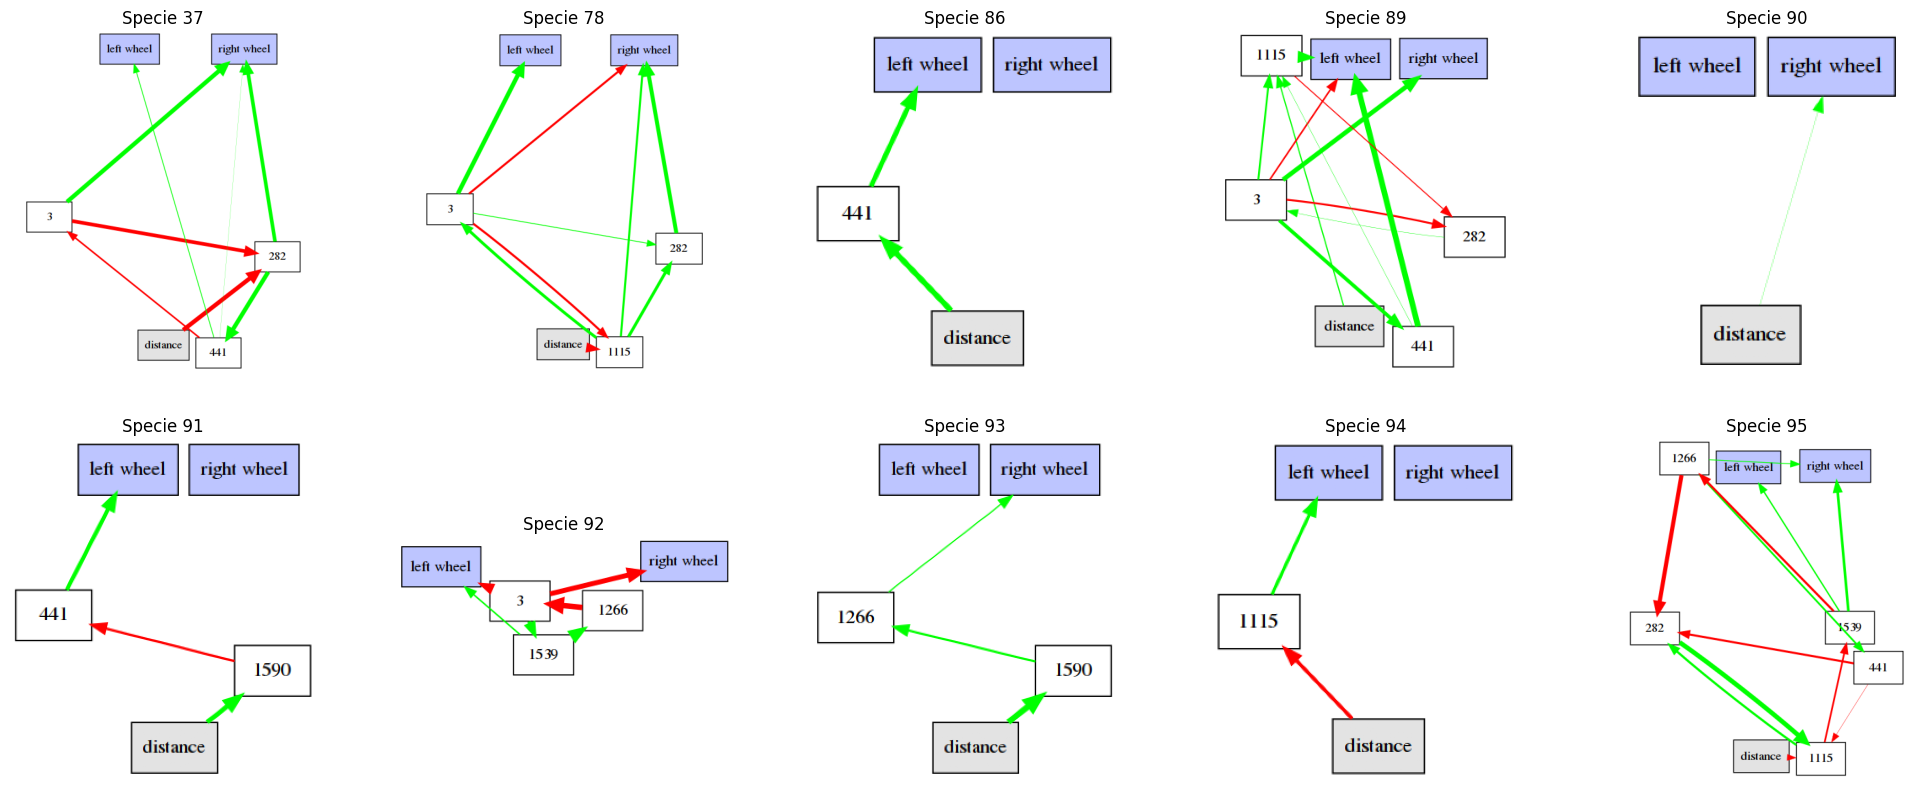 Specie 37
left wheel
right wheel
3
282
distance
441
Specie 78
left wheel
right wheel
3
282
distance
1115
Specie 86
left wheel
right wheel
441
distance
Specie 89
1115
left wheel
right wheel
3
282
distance
441
Specie 90
left wheel
right wheel
distance
Specie 91
left wheel
right wheel
441
1590
distance
Specie 92
left wheel
right wheel
3
1266
1539
Specie 93
left wheel
right wheel
1266
1590
distance
Specie 94
left wheel
right wheel
1115
distance
Specie 95
1266
left wheel
right wheel
282
1539
441
distance
1115